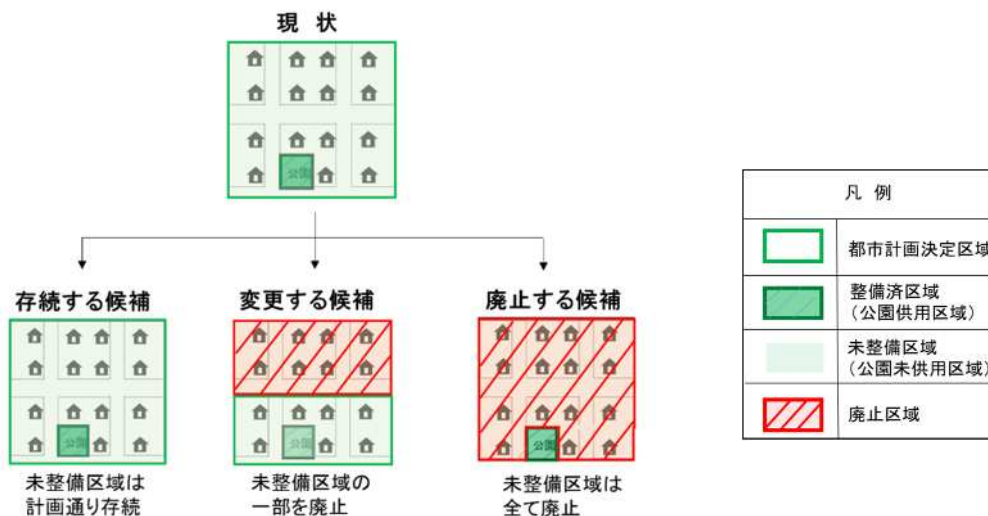 現 状
公園
存続する候補
変更する候補
廃止する候補
公園
公園
公園
未整備区域は
計画通り存続
未整備区域の
一部を廃止
未整備区域は
全て廃止
凡 例
都市計画決定区域
整備済区域
（公園供用区域）
未整備区域
（公園未供用区域）
廃止区域